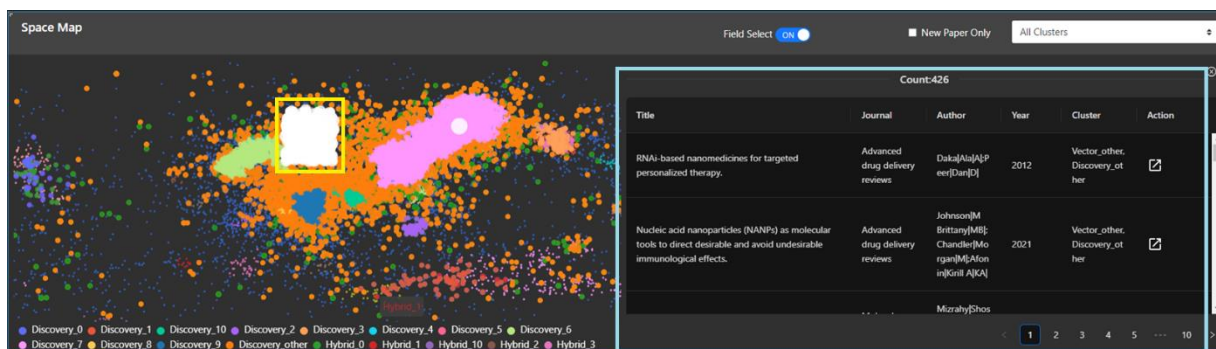 Space Map
Field Select ON
New Paper Only
All Clusters
Count:426
Title Journal Author Year Cluster Action
RNAi-based nanomedicines for targeted
personalized therapy.
Advanced
drug delivery
reviews
Daka|Ala|A|;P
eer|Dan|D|
2012
Vector_other,
Discovery_ot
her
Nucleic acid nanoparticles (NANPs) as molecular
tools to direct desirable and avoid undesirable
immunological effects.
Advanced
drug delivery
reviews
Johnson|M
Brittany|MB|;
Chandler|Mo
rgan|M|;Afon
in|Kirill A|KA|
2021
Vector_other,
Discovery_ot
her
Mizrahy|Shos
Hybrid_1
Discovery_0 Discovery_1 Discovery_10 Discovery_2 Discovery_3 Discovery_4 Discovery_5 Discovery_6
Discovery_7 Discovery_8 Discovery_9 Discovery_other Hybrid_0 Hybrid_1 Hybrid_10 Hybrid_2 Hybrid_3
< 1 2 3 4 5 ··· 10 >